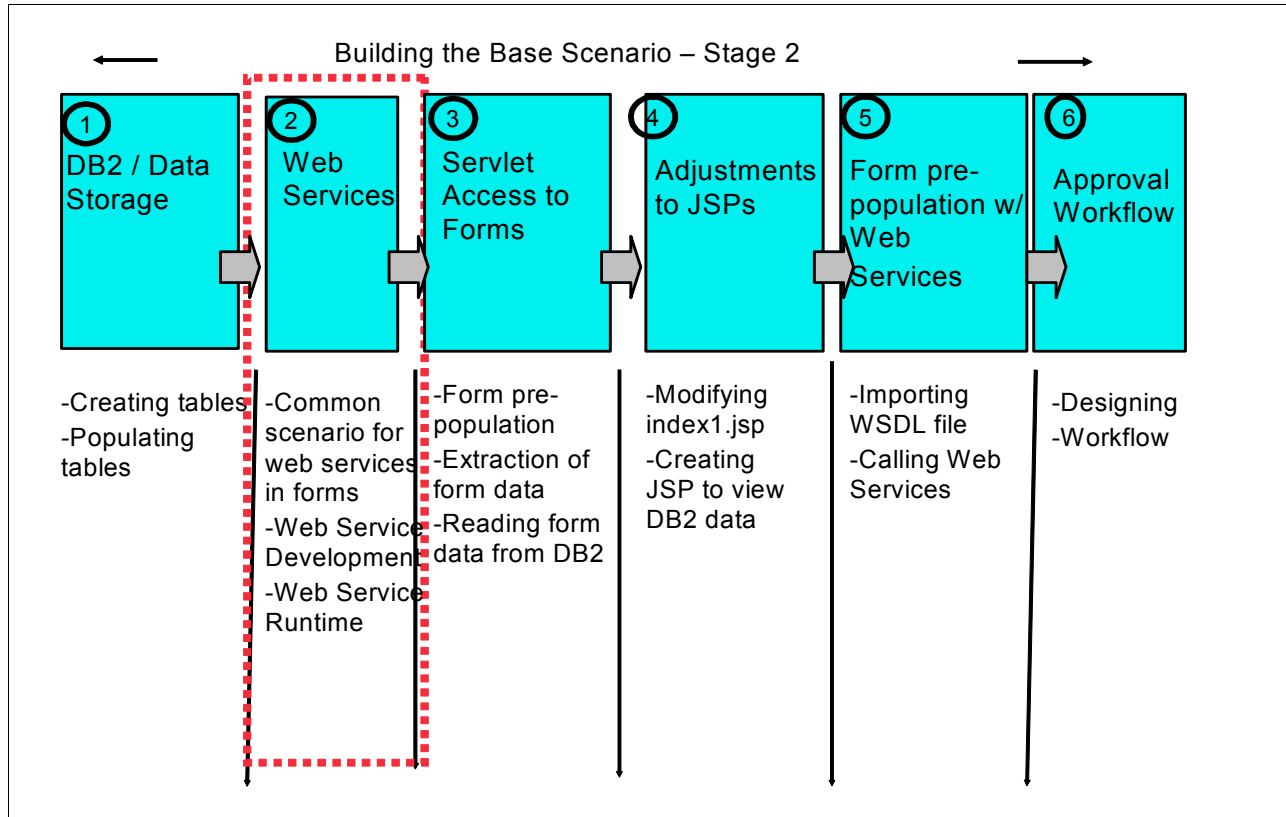 Building the Base Scenario – Stage 2
1
DB2 / Data
Storage
2
Web
Services
3
Servlet
Access to
Forms
4
Adjustments
to JSPs
5
Form pre-
population w/
Web
Services
6
Approval
Workflow
-Creating tables
-Populating
tables
-Common
scenario for
web services
in forms
-Web Service
Development
-Web Service
Runtime
-Form pre-
population
-Extraction of
form data
-Reading form
data from DB2
-Modifying
index1.jsp
-Creating
JSP to view
DB2 data
-Importing
WSDL file
-Calling Web
Services
-Designing
-Workflow